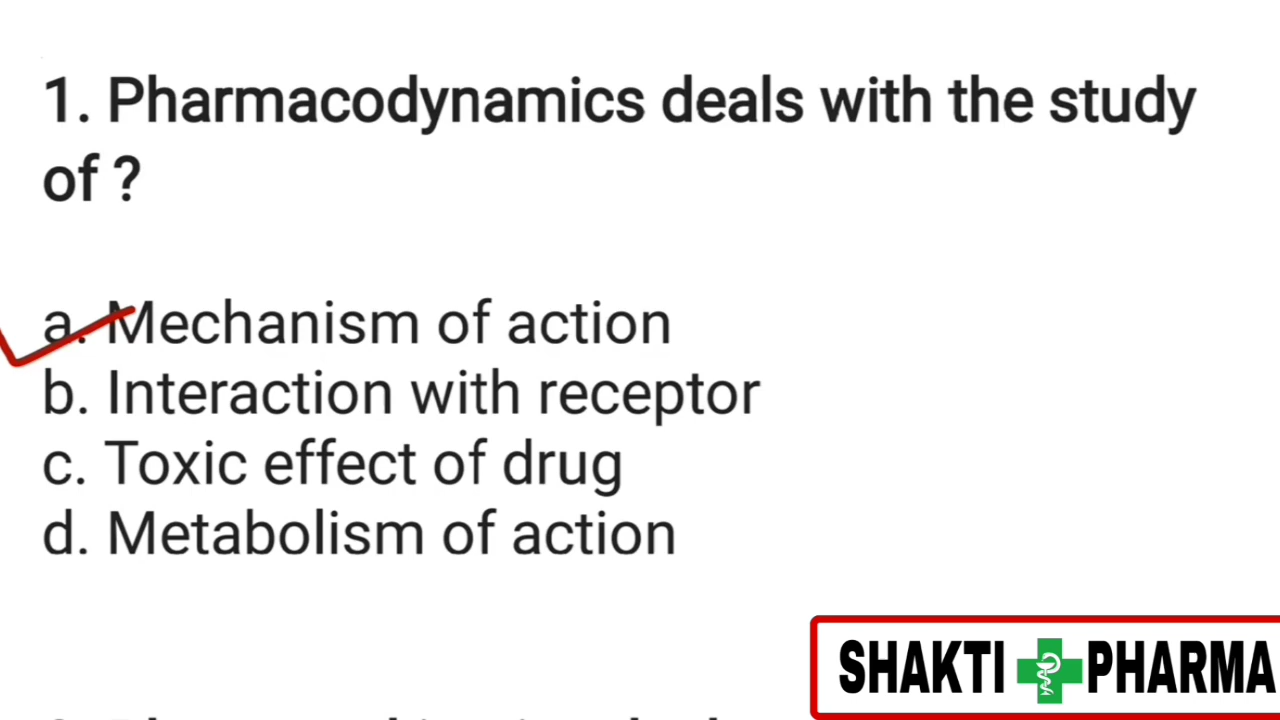 1. Pharmacodynamics deals with the study
of ?
a. Mechanism of action
b. Interaction with receptor
c. Toxic effect of drug
d. Metabolism of action
SHAKTI PHARMA